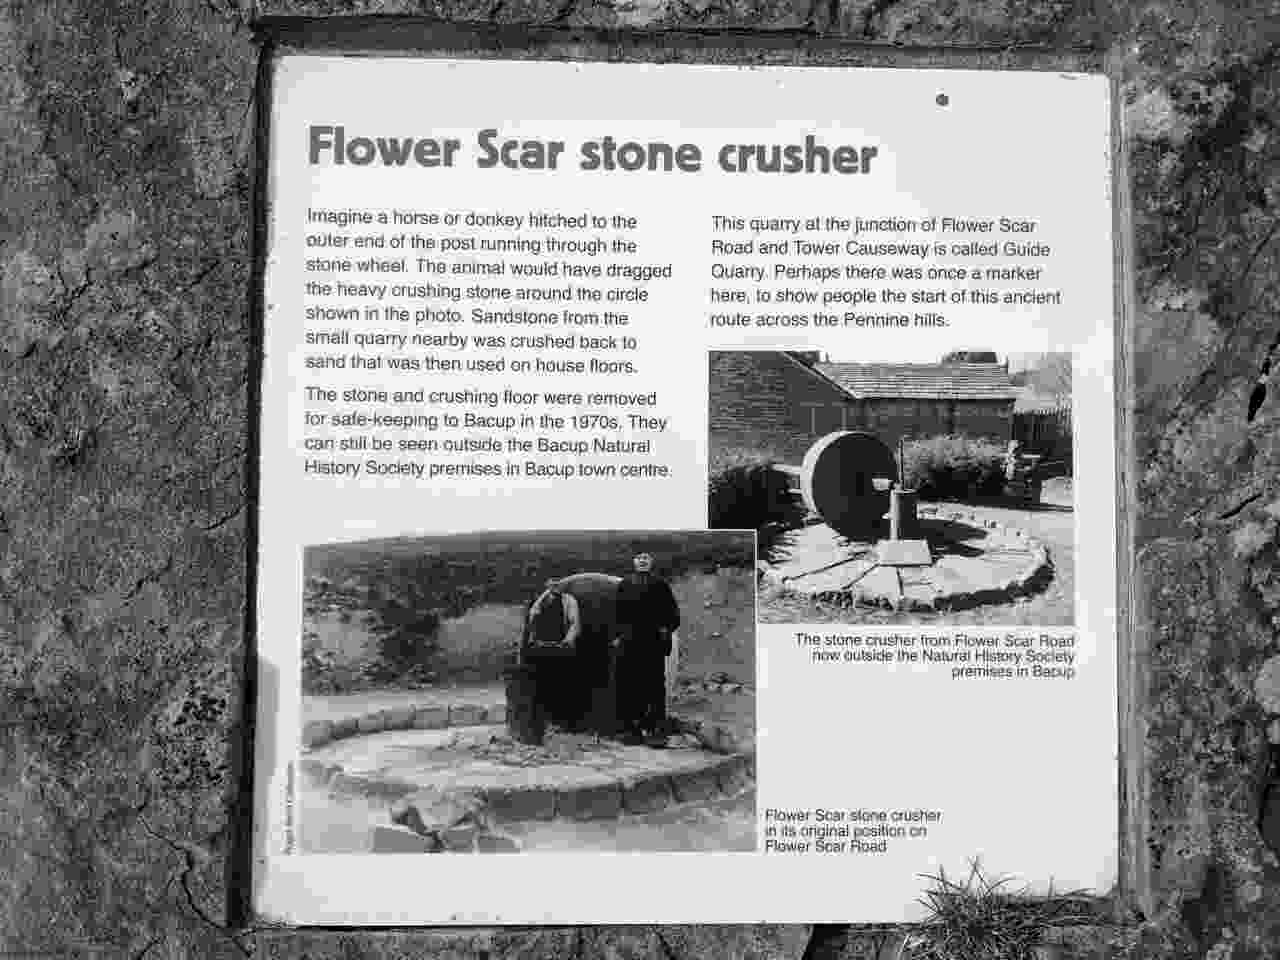 Flower Scar stone crusher
Imagine a horse or donkey hitched to the
outer end of the post running through the
stone wheel. The animal would have dragged
the heavy crushing stone around the circle
shown in the photo. Sandstone from the
small quarry nearby was crushed back to
sand that was then used on house floors.
The stone and crushing floor were removed
for safe-keeping to Bacup in the 1970s. They
can still be seen outside the Bacup Natural
History Society premises in Bacup town centre.
This quarry at the junction of Flower Scar
Road and Tower Causeway is called Guide
Quarry. Perhaps there was once a marker
here, to show people the start of this ancient
route across the Pennine hills.
The stone crusher from Flower Scar Road
now outside the Natural History Society
premises in Bacup
Flower Scar stone crusher
in its original position on
Flower Scar Road